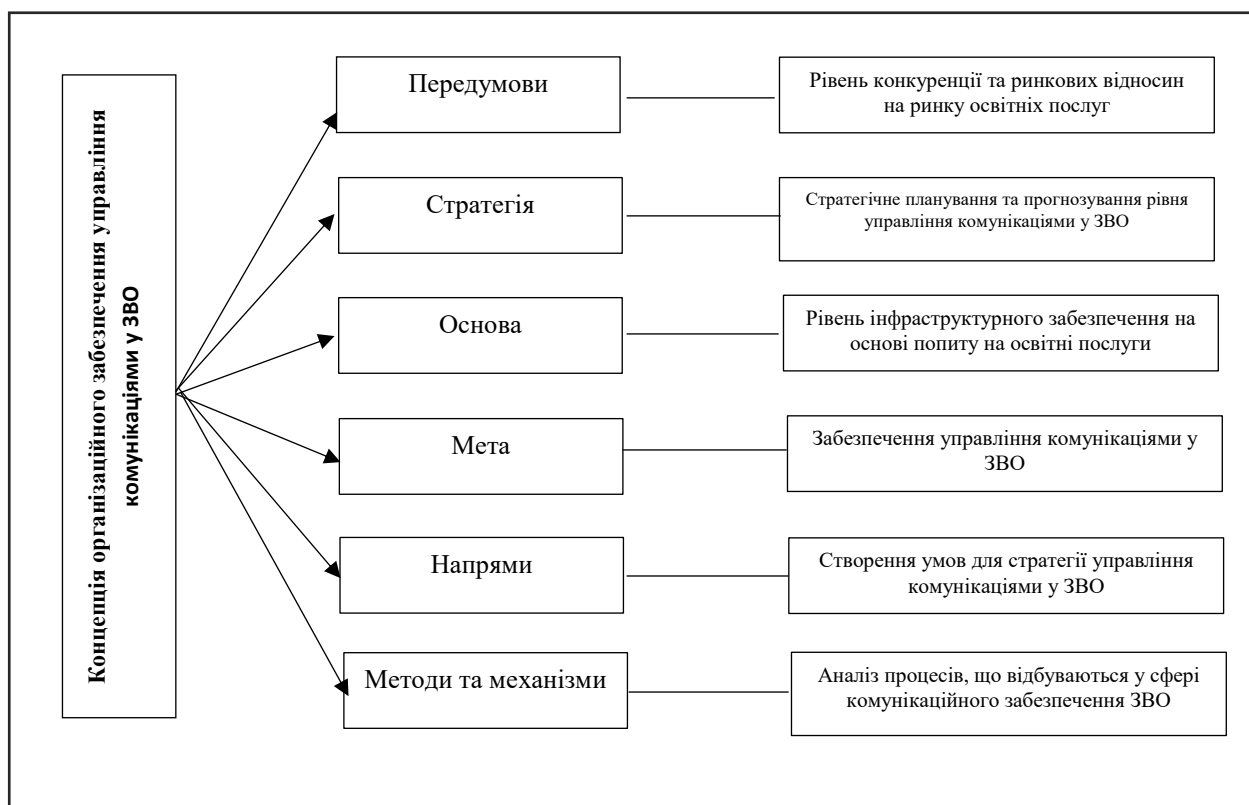 Концепція організаційного забезпечення управління
комунікаціями у ЗВО
Передумови
Рівень конкуренції та ринкових відносин
на ринку освітніх послуг
Стратегія
Стратегічне планування та прогнозування рівня
управління комунікаціями у ЗВО
Основа
Рівень інфраструктурного забезпечення на
основі попиту на освітні послуги
Мета
Забезпечення управління комунікаціями у
ЗВО
Напрями
Створення умов для стратегії управління
комунікаціями у ЗВО
Методи та механізми
Аналіз процесів, що відбуваються у сфері
комунікаційного забезпечення ЗВО